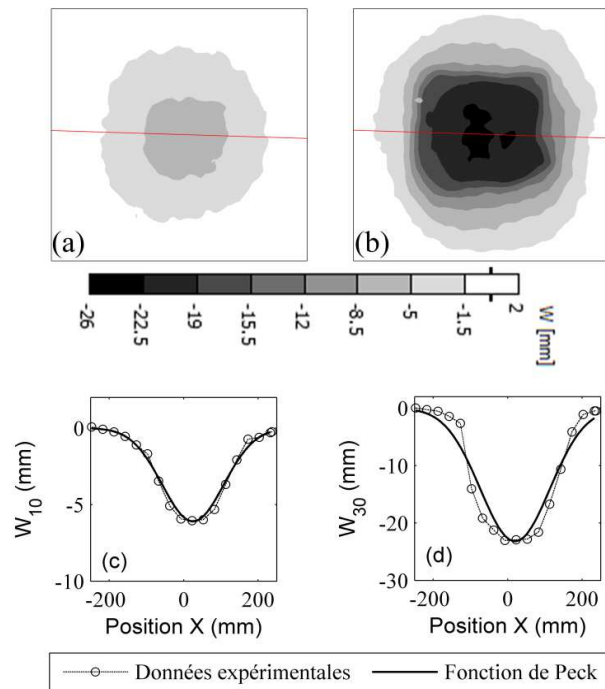 (a)
(b)
-26
-22.5
-19
-15.5
-12
-8.5
-5
-1.5
2
W [mm]
0
-5
-10
W10 (mm)
(c)
-200 0 200
Position X (mm)
0
-10
-20
-30
W30 (mm)
(d)
-200 0 200
Position X (mm)
Données expérimentales Fonction de Peck